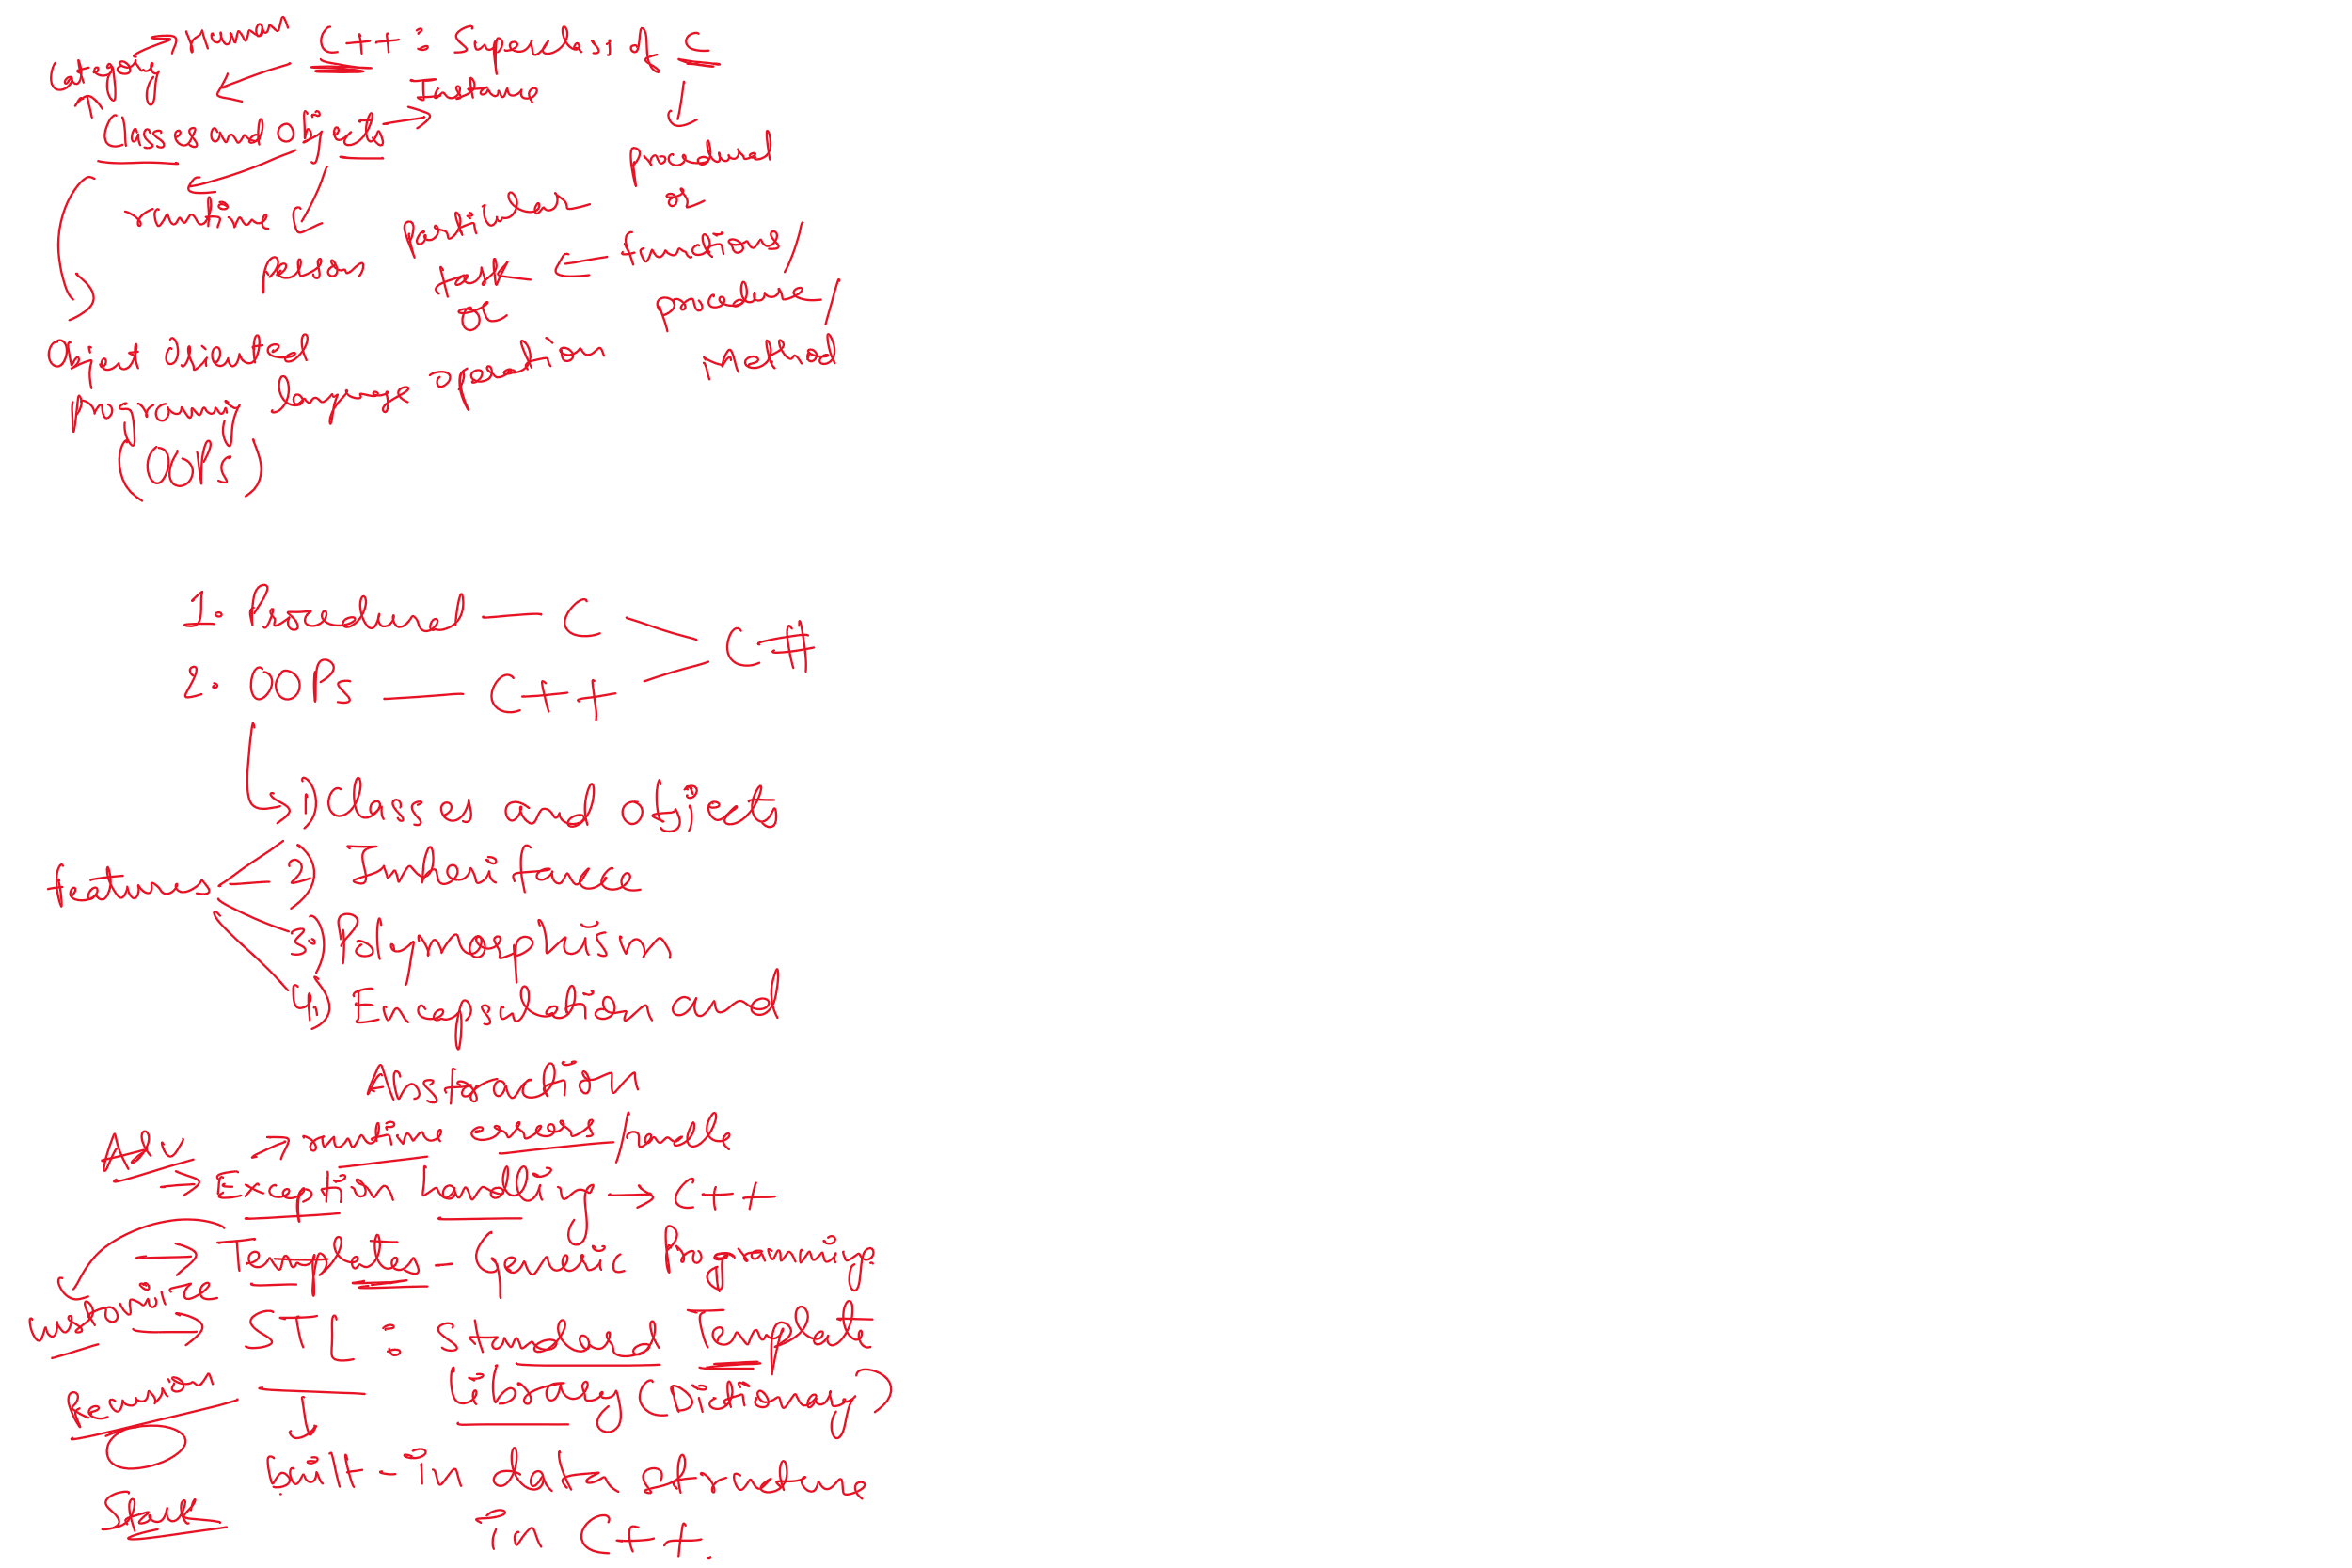 Category → Human
C++ : Superset of C
Classes and objects → Instance
procedural
or
runtime
person
particular
task ← functions/
or
procedure/
method
operation
Object oriented
programing language
(OOPs)
1. Procedural — C
2. OOPs — C++
C#
features
1) Classes and objects
2) Inheritance
3.) Polymorphism
4) Encapsulation and
Abstraction
Adv → runtime errors/handle
→ Exception handling → C++
→ Templates - Generic Programming.
customize
→ STL : standard Template
library (Dictionary)
Recursion
built-in data structure
in C++.
Stack